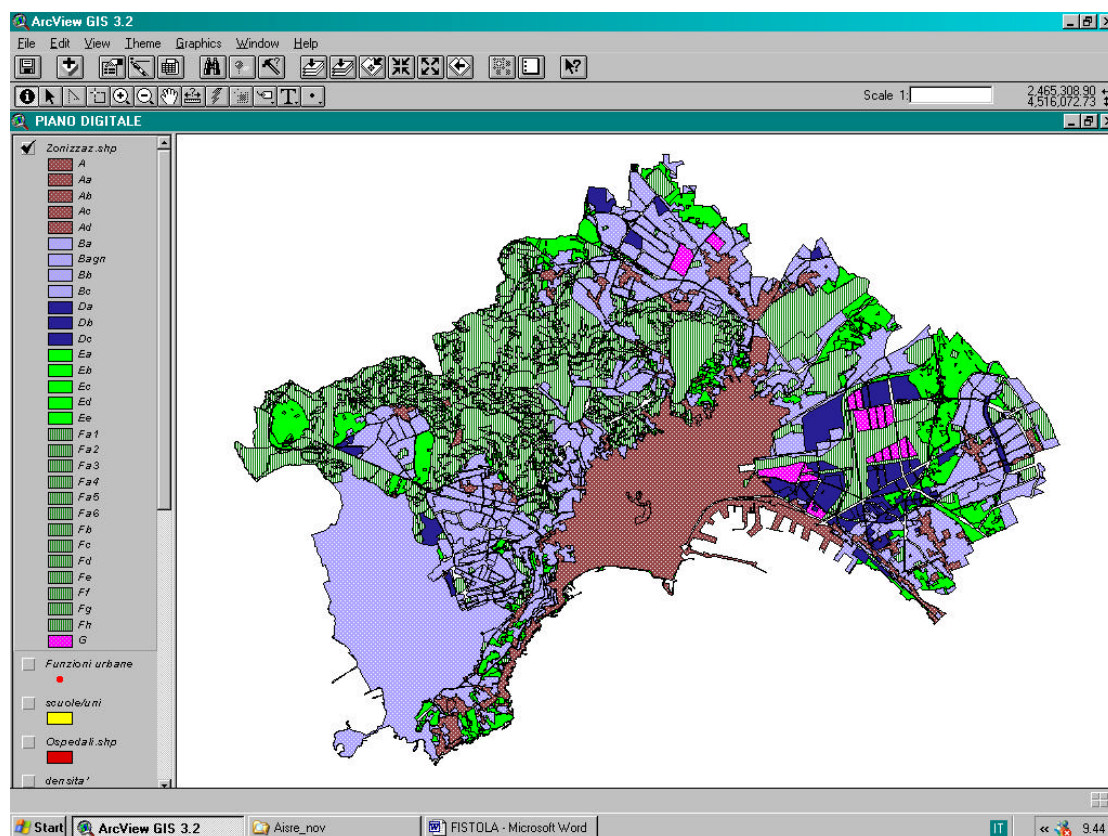 ArcView GIS 3.2
File Edit View Theme Graphics Window Help
Scale 1:
2,465,308.90
4,516,072.73
PIANO DIGITALE
Zonizzaz.shp
A
Aa
Ab
Ac
Ad
Ba
Bagn
Bb
Bc
Da
Db
Dc
Ea
Eb
Ec
Ed
Ee
Fa1
Fa2
Fa3
Fa4
Fa5
Fa6
Fb
Fc
Fd
Fe
Ff
Fg
Fh
G
Funzioni urbane
scuole/uni
Ospedali.shp
densita'
Start ArcView GIS 3.2 Aisre_nov FISTOLA - Microsoft Word IT « 9.44